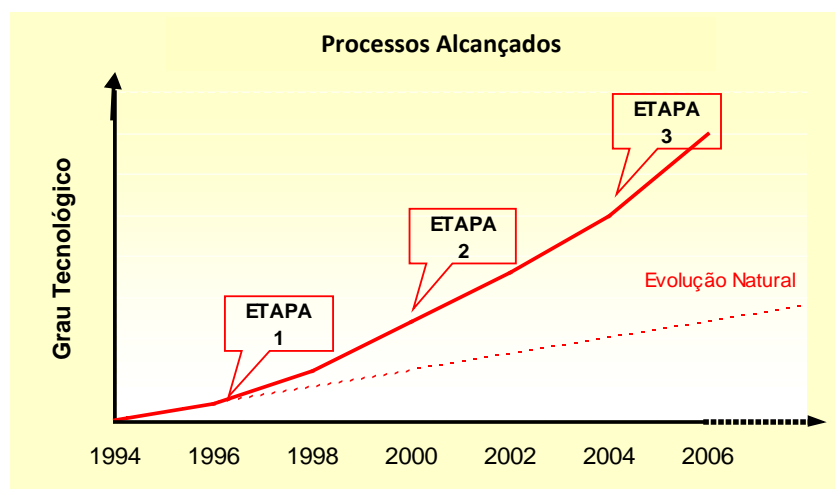 Processos Alcançados
Grau Tecnológico
ETAPA
3
ETAPA
2
ETAPA
1
Evolução Natural
1994 1996 1998 2000 2002 2004 2006